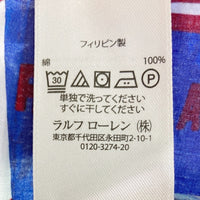 フィリピン製
綿 100%
30 P
単独で洗ってください
すぐに干してください
ラルフ ローレン (株)
東京都千代田区永田町2-10-1
0120-3274-20